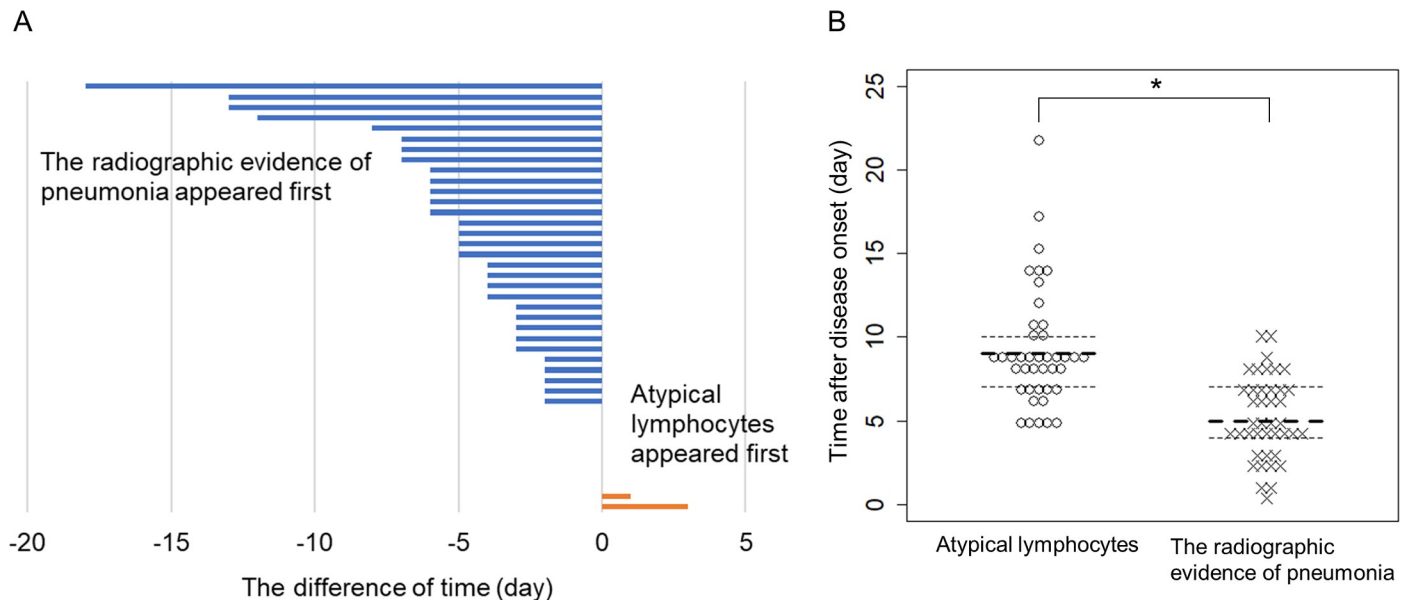 A
The radiographic evidence of
pneumonia appeared first
Atypical
lymphocytes
appeared first
-20 -15 -10 -5 0 5
The difference of time (day)
B
Time after disease onset (day)
25
20
15
10
5
0
*
Atypical lymphocytes
The radiographic
evidence of pneumonia